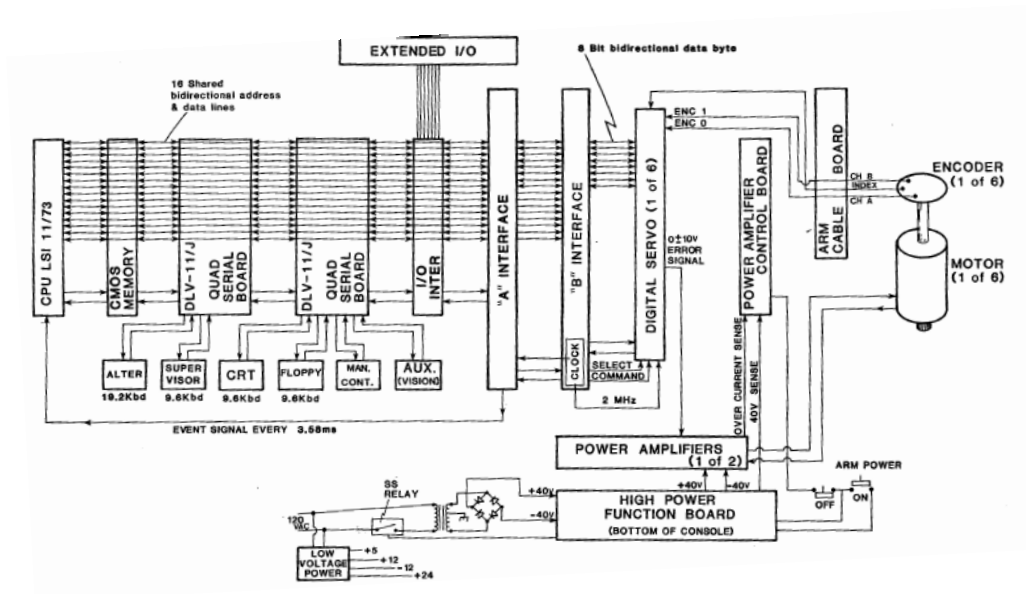 EXTENDED I/O
8 Bit bidirectional data byte
16 Shared
bidirectional address
& data lines
CPU LSI 11/73
CMOS
MEMORY
DLV-11/J
QUAD
SERIAL
BOARD
DLV-11/J
QUAD
SERIAL
BOARD
I/O
INTER
"A" INTERFACE
"B" INTERFACE
CLOCK
DIGITAL SERVO (1 of 6)
ENC 1
ENC 0
POWER AMPLIFIER
CONTROL BOARD
ARM
CABLE BOARD
CH B
INDEX
CH A
ENCODER
(1 of 6)
MOTOR
(1 of 6)
0±10V
ERROR
SIGNAL
ALTER
19.2Kbd
SUPER
VISOR
9.6Kbd
CRT
9.6Kbd
FLOPPY
9.6Kbd
MAN.
CONT.
AUX.
(VISION)
SELECT
COMMAND
2 MHz
OVER CURRENT SENSE
40V SENSE
EVENT SIGNAL EVERY 3.58ms
POWER AMPLIFIERS
(1 of 2)
+40V
-40V
ARM POWER
OFF
ON
SS
RELAY
120
VAC
+40V
-40V
HIGH POWER
FUNCTION BOARD
(BOTTOM OF CONSOLE)
LOW
VOLTAGE
POWER
+5
+12
-12
+24